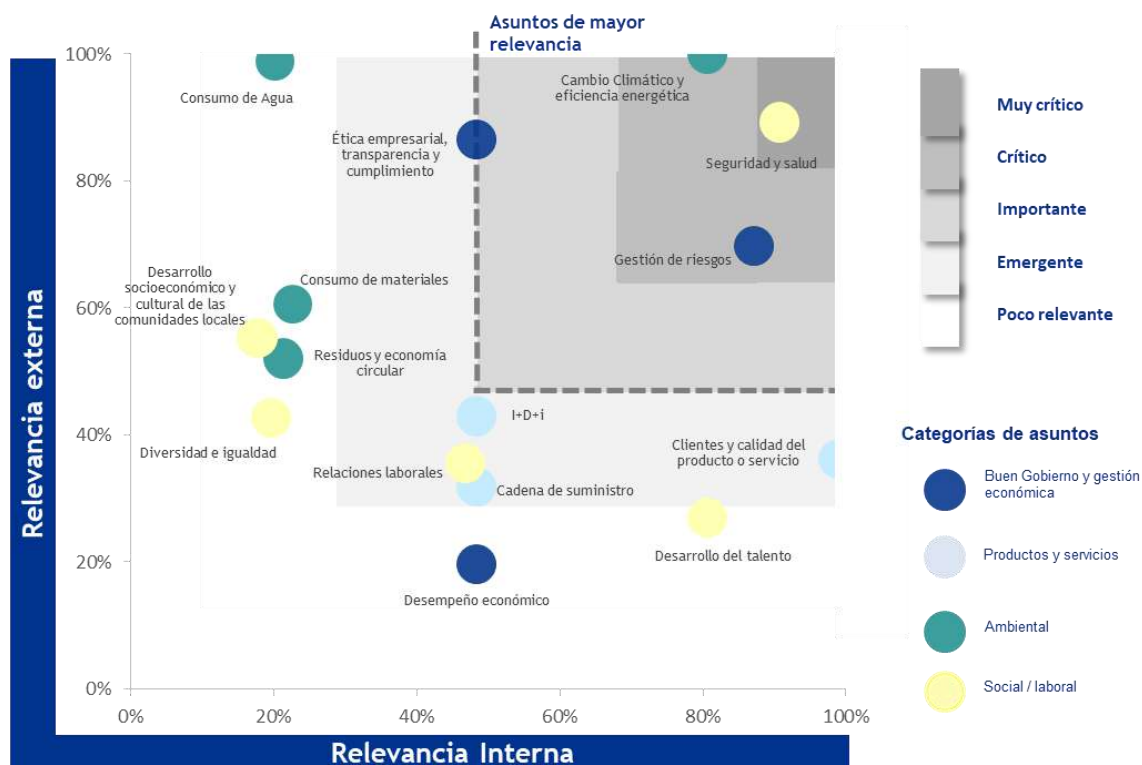 Asuntos de mayor
relevancia
100%
80%
60%
40%
20%
0%
0%
20%
40%
60%
80%
100%
Relevancia externa
Relevancia Interna
Consumo de Agua
Cambio Climático y
eficiencia energética
Ética empresarial,
transparencia y
cumplimiento
Seguridad y salud
Gestión de riesgos
Desarrollo
socioeconómico y
cultural de las
comunidades locales
Consumo de materiales
Residuos y economía
circular
I+D+i
Diversidad e igualdad
Relaciones laborales
Clientes y calidad del
producto o servicio
Cadena de suministro
Desarrollo del talento
Desempeño económico
Muy crítico
Crítico
Importante
Emergente
Poco relevante
Categorías de asuntos
Buen Gobierno y gestión
económica
Productos y servicios
Ambiental
Social / laboral